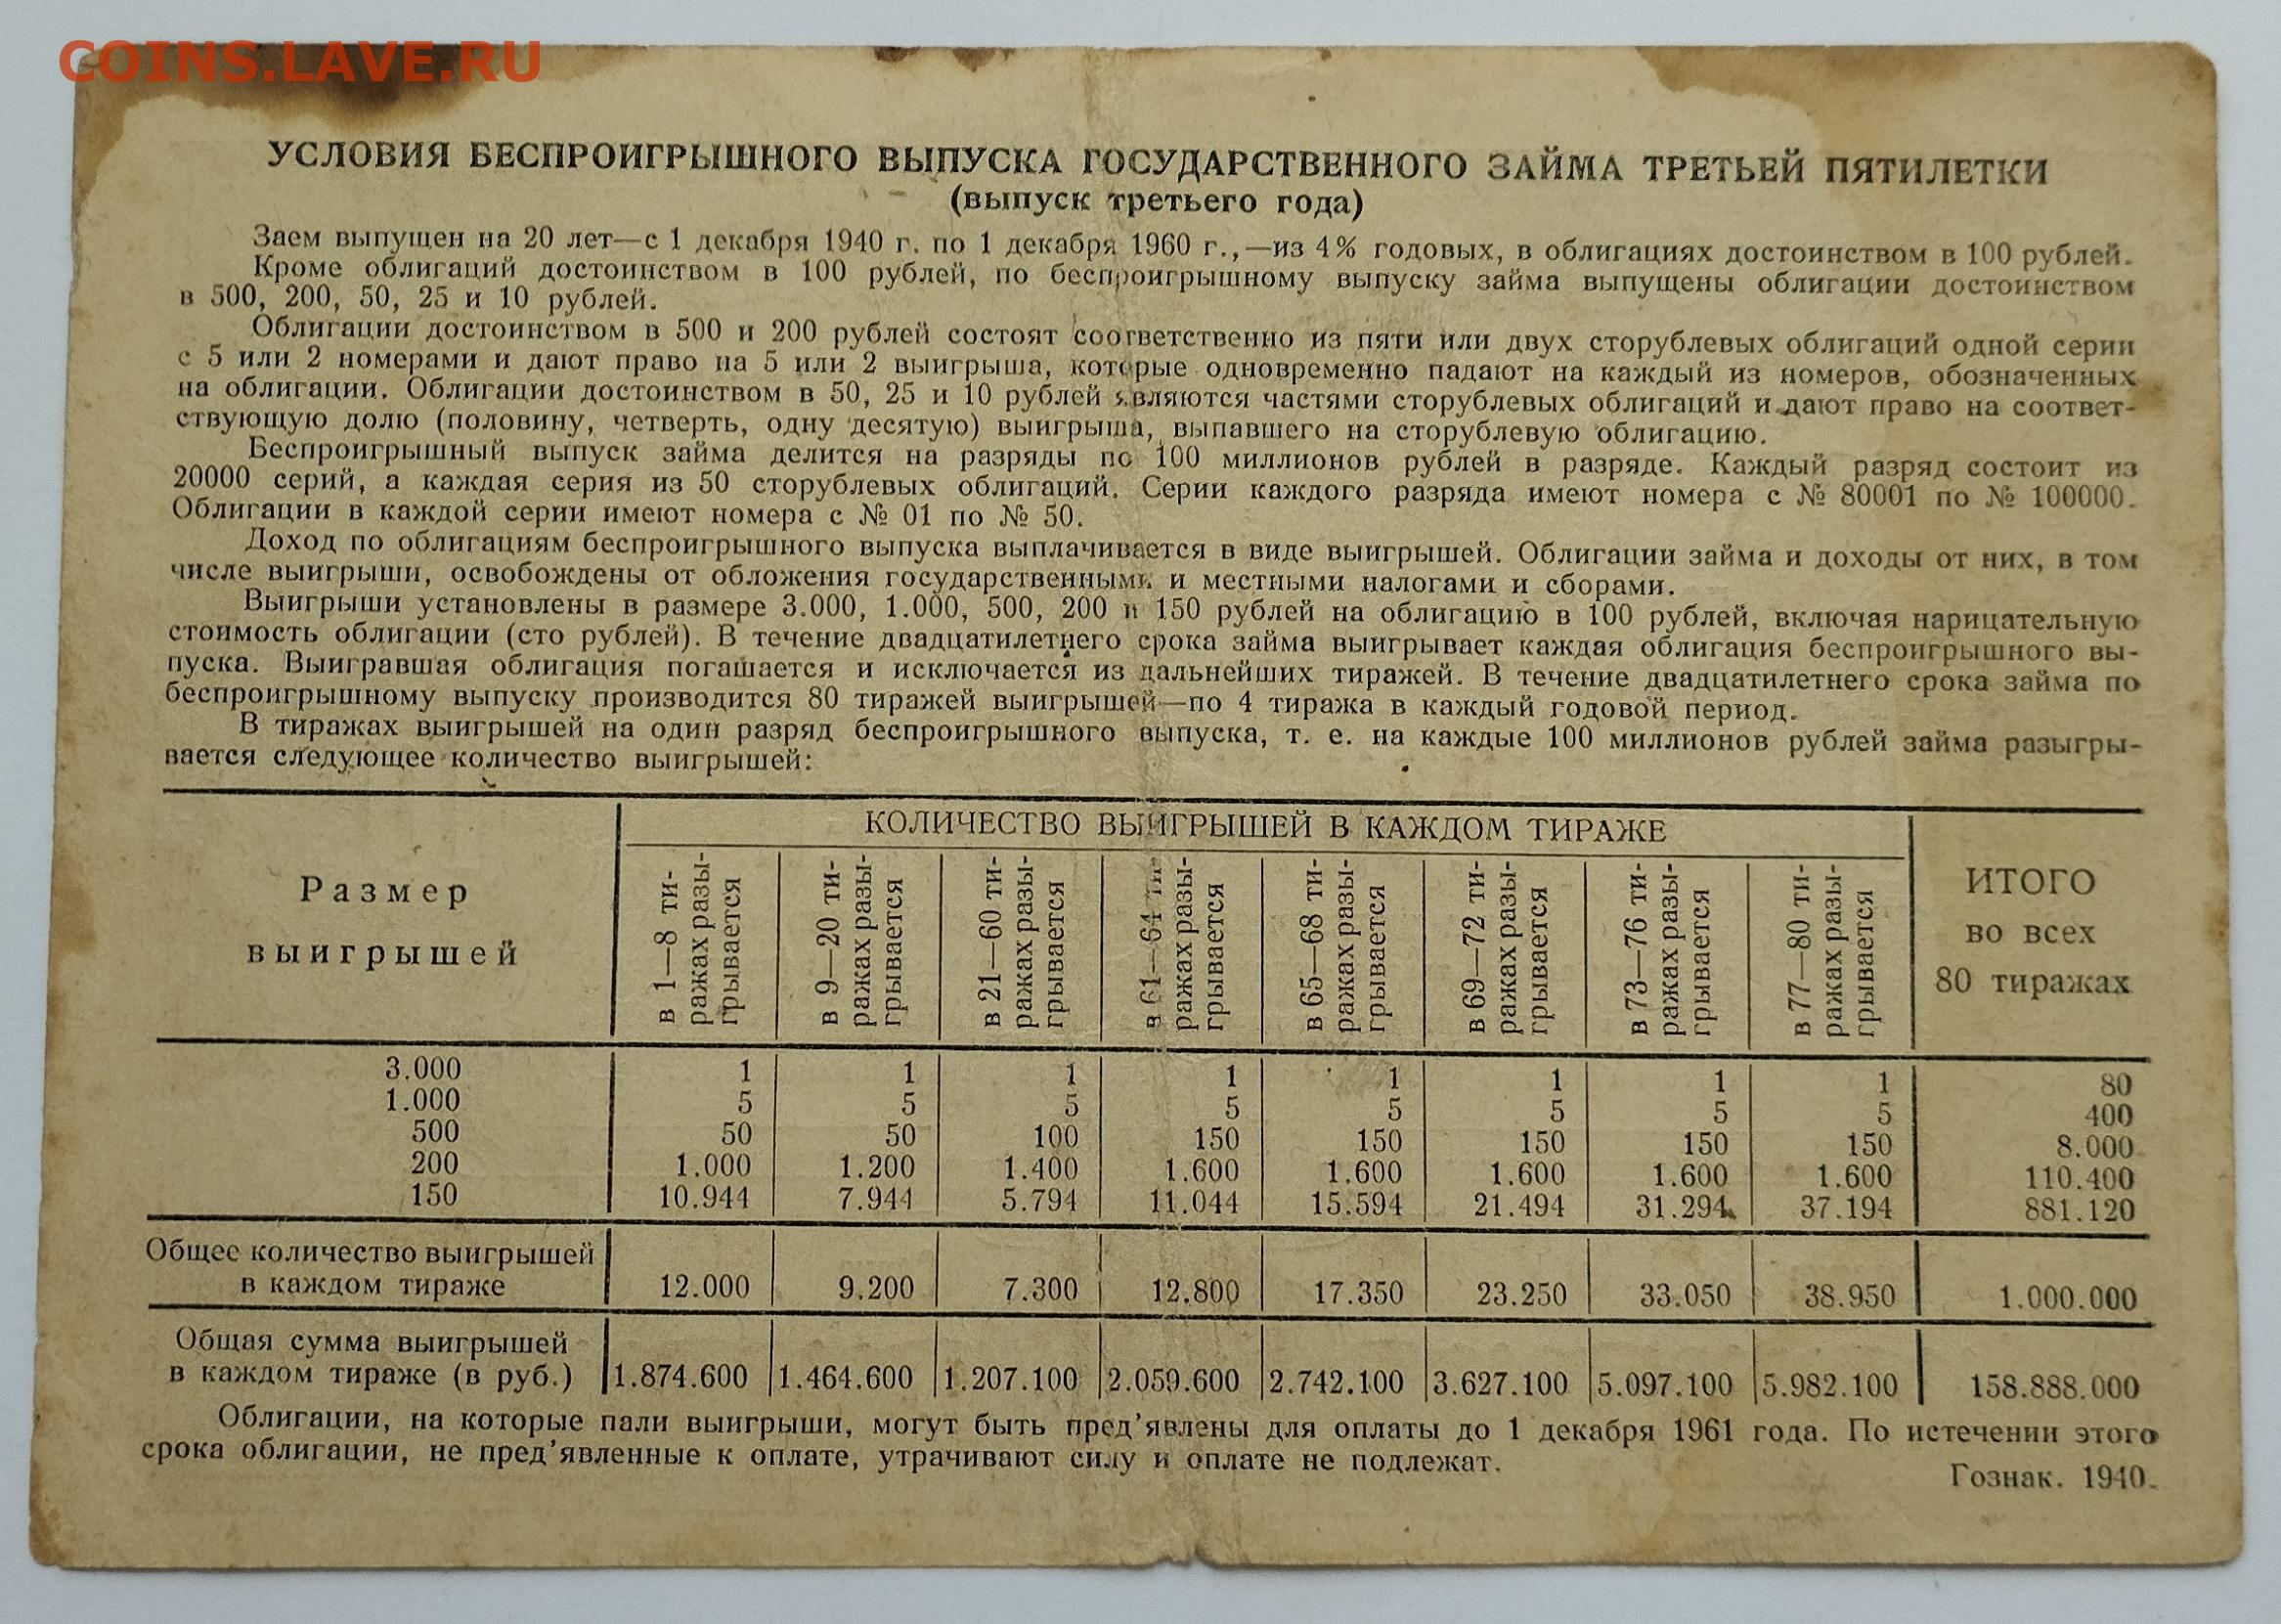 COINS.LAVE.RU
УСЛОВИЯ БЕСПРОИГРЫШНОГО ВЫПУСКА ГОСУДАРСТВЕННОГО ЗАЙМА ТРЕТЬЕЙ ПЯТИЛЕТКИ
(выпуск третьего года)
Заем выпущен на 20 лет—с 1 декабря 1940 г. по 1 декабря 1960 г.,—из 4% годовых, в облигациях достоинством в 100 рублей.
Кроме облигаций достоинством в 100 рублей, по беспроигрышному выпуску займа выпущены облигации достоинством
в 500, 200, 50, 25 и 10 рублей.
Облигации достоинством в 500 и 200 рублей состоят соответственно из пяти или двух сторублевых облигаций одной серии
с 5 или 2 номерами и дают право на 5 или 2 выигрыша, которые одновременно падают на каждый из номеров, обозначенных
на облигации. Облигации достоинством в 50, 25 и 10 рублей являются частями сторублевых облигаций и дают право на соответ-
ствующую долю (половину, четверть, одну десятую) выигрыша, выпавшего на сторублевую облигацию.
Беспроигрышный выпуск займа делится на разряды по 100 миллионов рублей в разряде. Каждый разряд состоит из
20000 серий, а каждая серия из 50 сторублевых облигаций. Серии каждого разряда имеют номера с № 80001 по № 100000.
Облигации в каждой серии имеют номера с № 01 по № 50.
Доход по облигациям беспроигрышного выпуска выплачивается в виде выигрышей. Облигации займа и доходы от них, в том
числе выигрыши, освобождены от обложения государственными и местными налогами и сборами.
Выигрыши установлены в размере 3.000, 1.000, 500, 200 и 150 рублей на облигацию в 100 рублей, включая нарицательную
стоимость облигации (сто рублей). В течение двадцатилетнего срока займа выигрывает каждая облигация беспроигрышного вы-
пуска. Выигравшая облигация погашается и исключается из дальнейших тиражей. В течение двадцатилетнего срока займа по
беспроигрышному выпуску производится 80 тиражей выигрышей—по 4 тиража в каждый годовой период.
В тиражах выигрышей на один разряд беспроигрышного выпуска, т. е. на каждые 100 миллионов рублей займа разыгры-
вается следующее количество выигрышей:
Размер
выигрышей
КОЛИЧЕСТВО ВЫИГРЫШЕЙ В КАЖДОМ ТИРАЖЕ
в 1—8 ти-
ражах разы-
грывается
в 9—20 ти-
ражах разы-
грывается
в 21—60 ти-
ражах разы-
грывается
в 61—64 ти-
ражах разы-
грывается
в 65—68 ти-
ражах разы-
грывается
в 69—72 ти-
ражах разы-
грывается
в 73—76 ти-
ражах разы-
грывается
в 77—80 ти-
ражах разы-
грывается
ИТОГО
во всех
80 тиражах
3.000 1 1 1 1 1 1 1 1 80
1.000 5 5 5 5 5 5 5 5 400
500 50 50 100 150 150 150 150 150 8.000
200 1.000 1.200 1.400 1.600 1.600 1.600 1.600 1.600 110.400
150 10.944 7.944 5.794 11.044 15.594 21.494 31.294 37.194 881.120
Общее количество выигрышей
в каждом тираже 12.000 9.200 7.300 12.800 17.350 23.250 33.050 38.950 1.000.000
Общая сумма выигрышей
в каждом тираже (в руб.) 1.874.600 1.464.600 1.207.100 2.059.600 2.742.100 3.627.100 5.097.100 5.982.100 158.888.000
Облигации, на которые пали выигрыши, могут быть пред'явлены для оплаты до 1 декабря 1961 года. По истечении этого
срока облигации, не пред'явленные к оплате, утрачивают силу и оплате не подлежат.
Гознак. 1940.